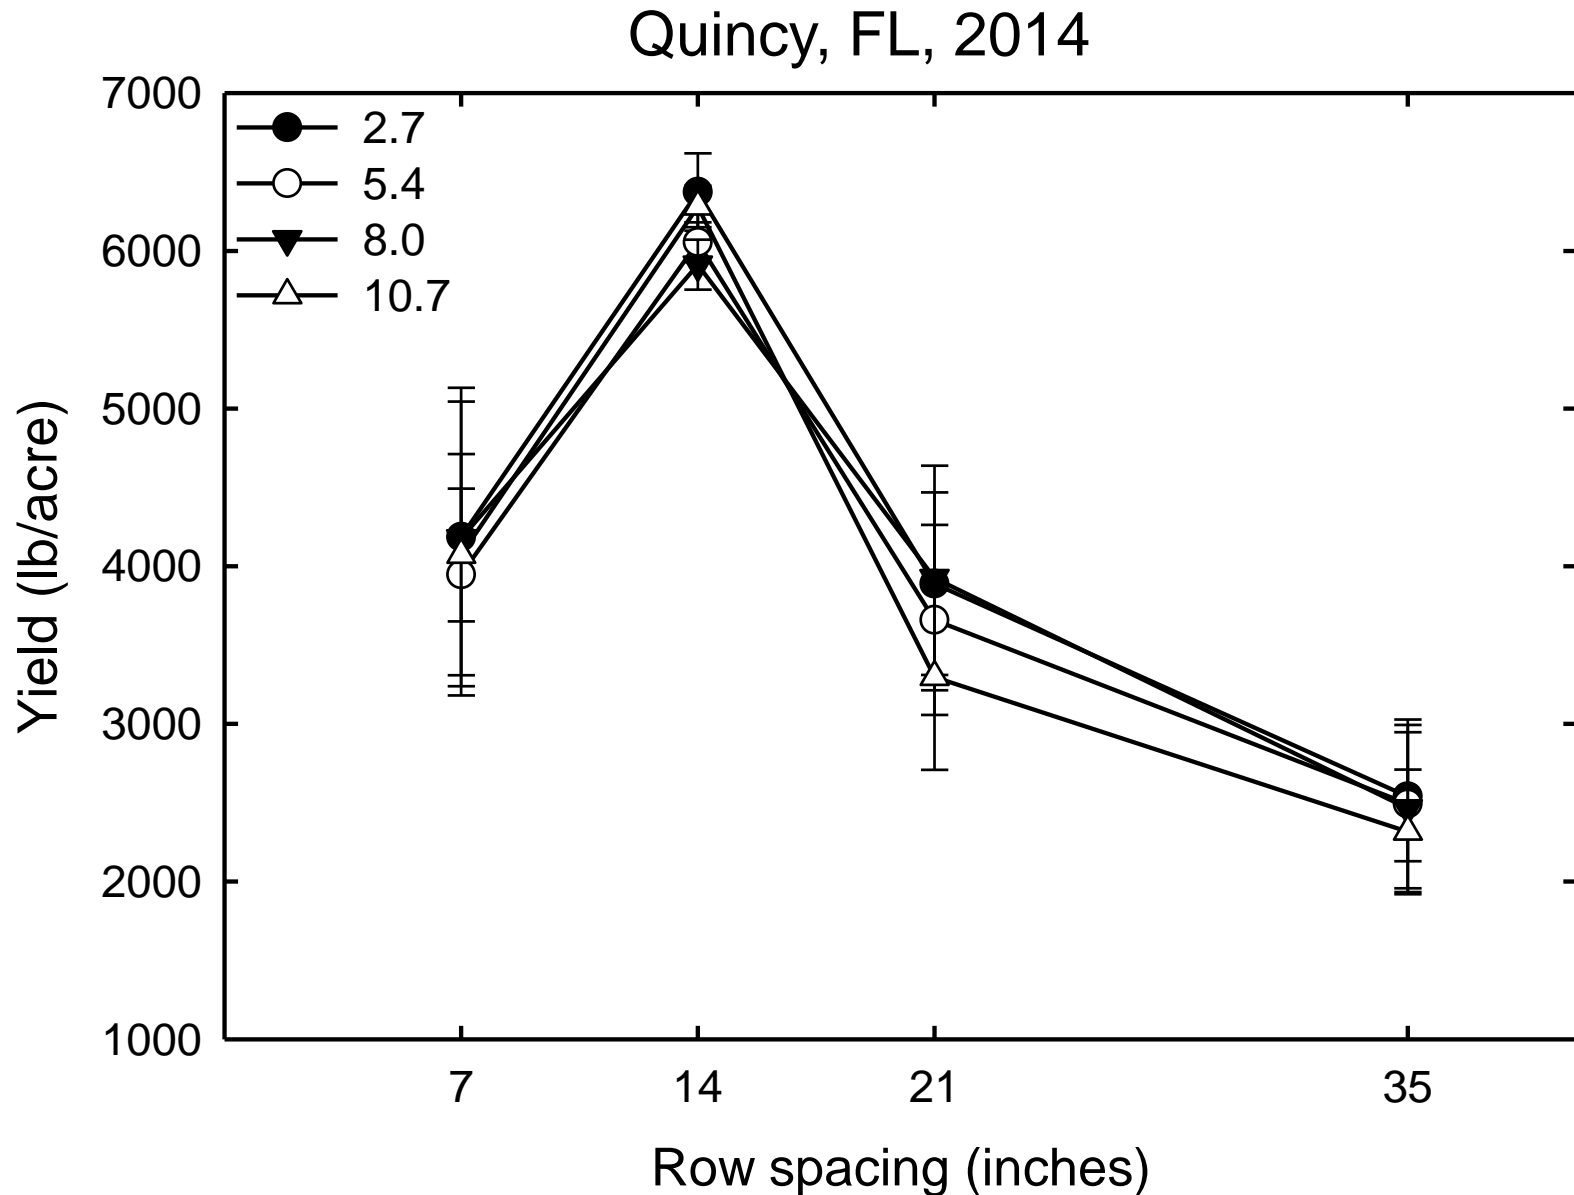 Quincy, FL, 2014
7000
6000
5000
4000
3000
2000
1000
2.7
5.4
8.0
10.7
Yield (lb/acre)
7 14 21 35
Row spacing (inches)